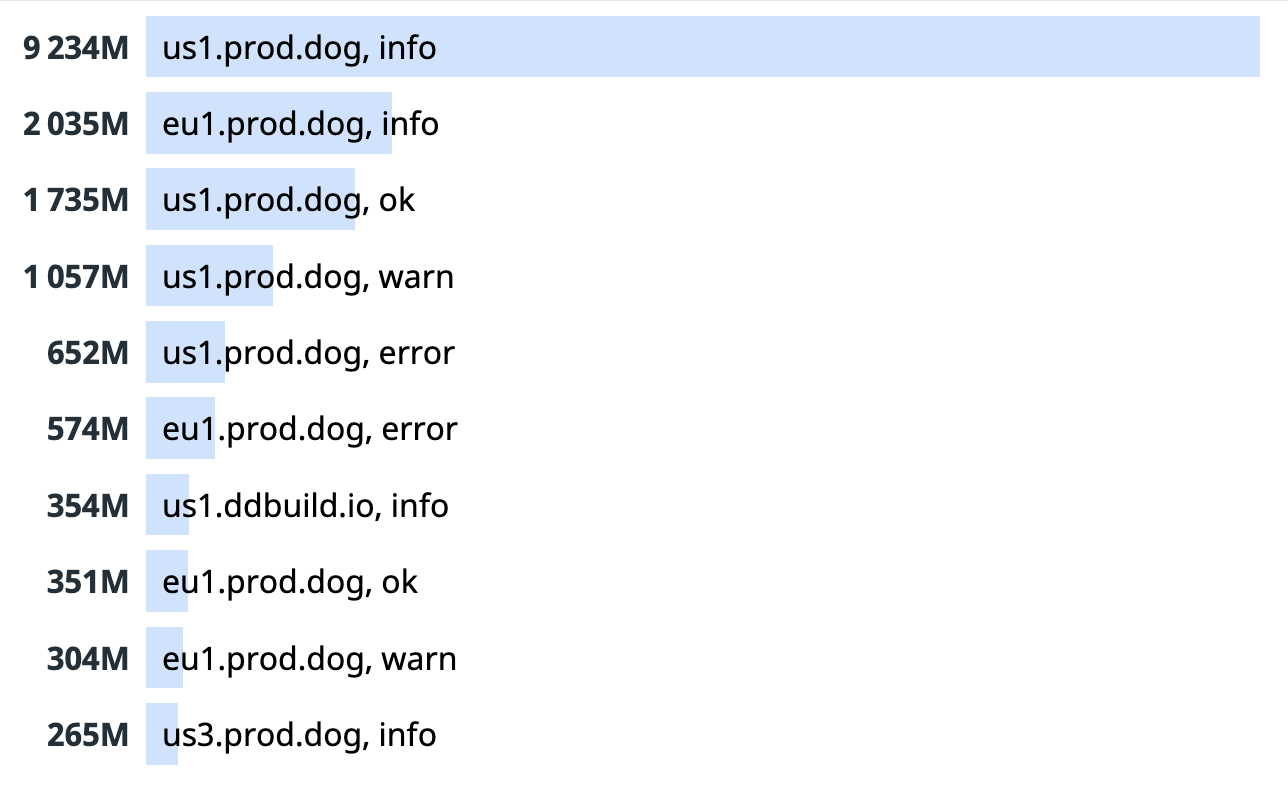 9 234M us1.prod.dog, info
2 035M eu1.prod.dog, info
1 735M us1.prod.dog, ok
1 057M us1.prod.dog, warn
652M us1.prod.dog, error
574M eu1.prod.dog, error
354M us1.ddbuild.io, info
351M eu1.prod.dog, ok
304M eu1.prod.dog, warn
265M us3.prod.dog, info